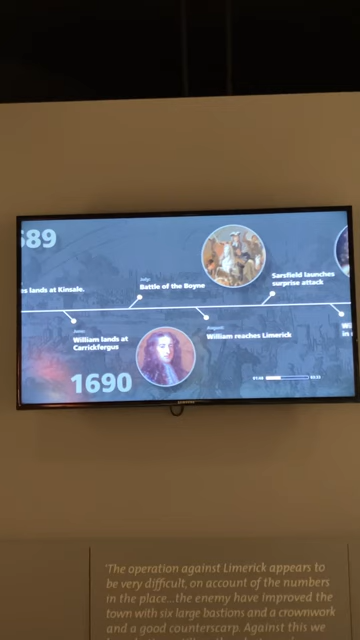 689
lands at Kinsale.
July:
Battle of the Boyne
Sarsfield launches
surprise attack
June:
William lands at
Carrickfergus
August:
William reaches Limerick
1690
'The operation against Limerick appears to
be very difficult, on account of the numbers
in the place...the enemy have improved the
town with six large bastions and a crownwork
and a good counterscarp. Against this we